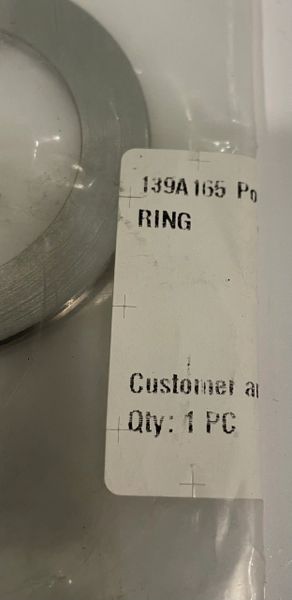 139A165 Po
RING
Customer a
Qty: 1 PC